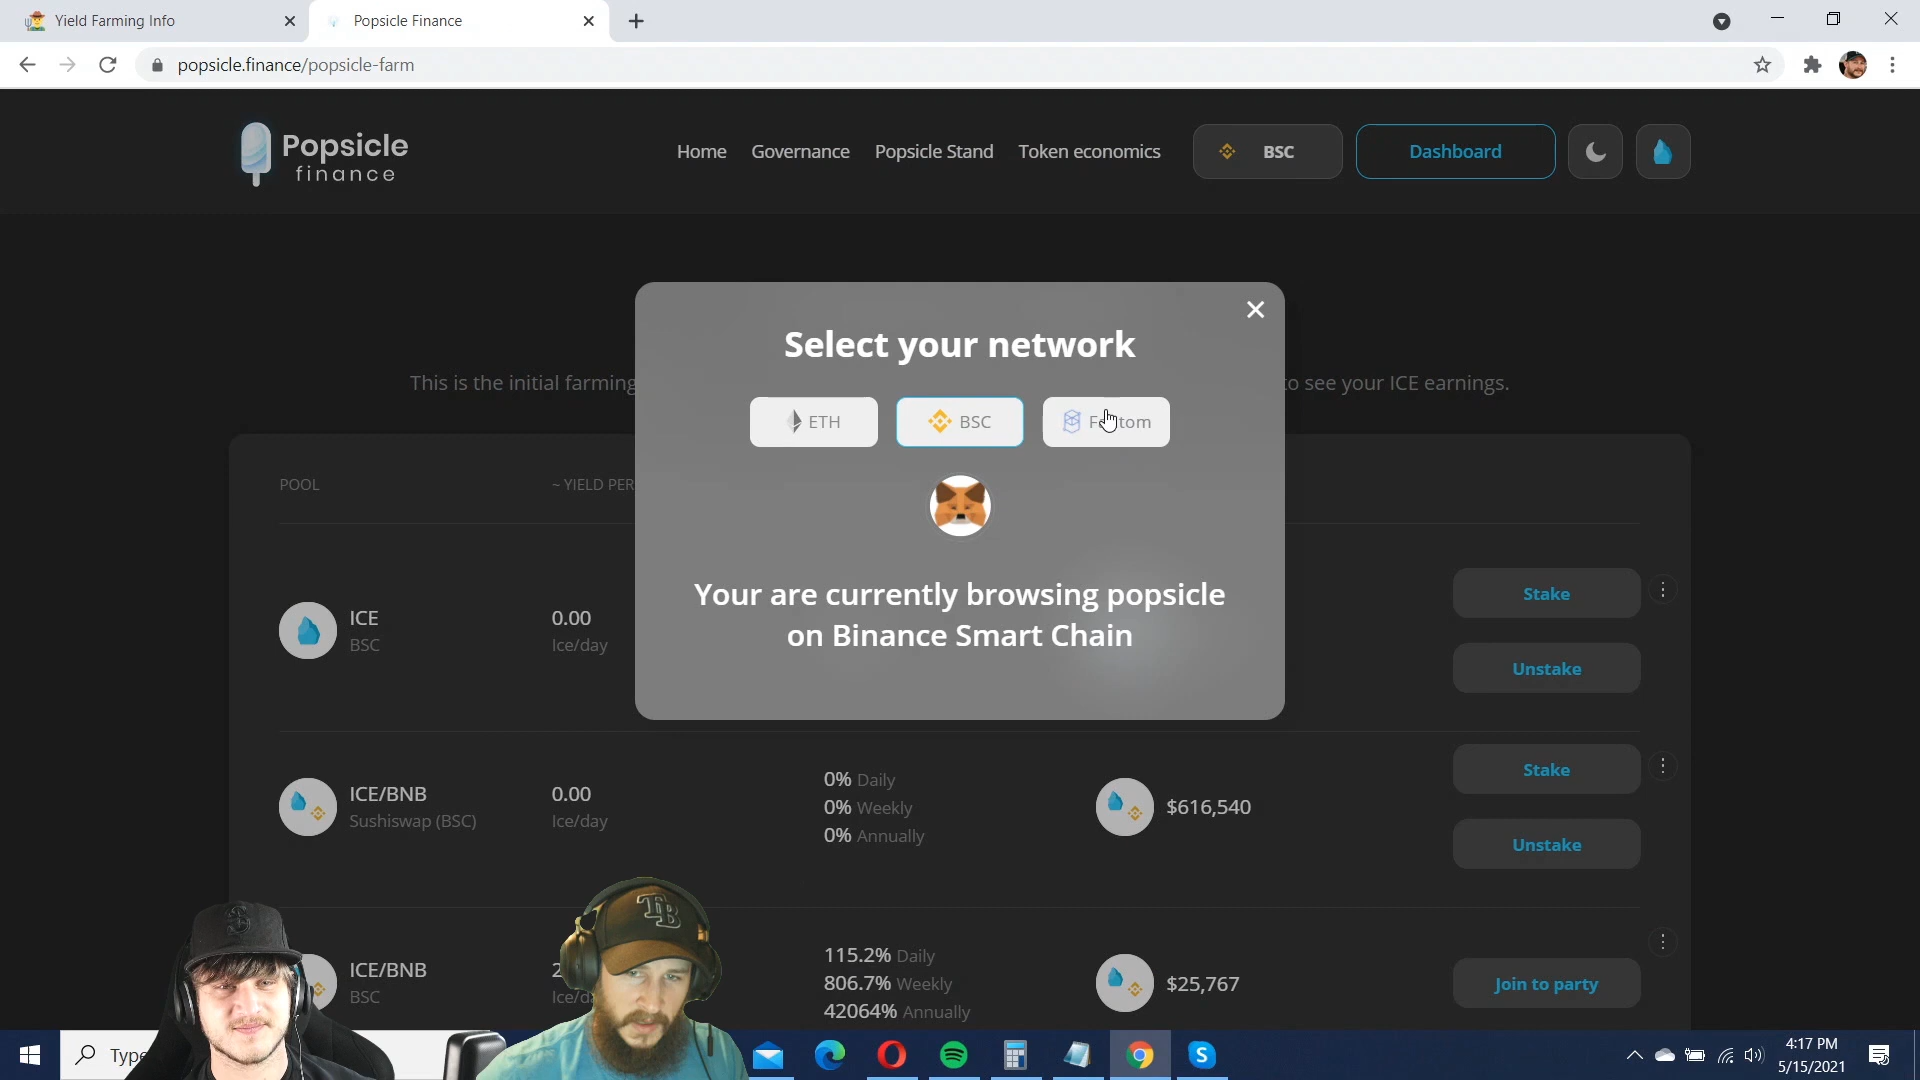 Yield Farming Info
Popsicle Finance
popsicle.finance/popsicle-farm
Popsicle
finance
Home
Governance
Popsicle Stand
Token economics
BSC
Dashboard
Select your network
This is the initial farming
to see your ICE earnings.
ETH
BSC
POOL
~ YIELD PER
Your are currently browsing popsicle
on Binance Smart Chain
ICE
BSC
0.00
Ice/day
Stake
Unstake
ICE/BNB
Sushiswap (BSC)
0.00
Ice/day
0% Daily
0% Weekly
0% Annually
$616,540
Stake
Unstake
ICE/BNB
BSC
115.2% Daily
806.7% Weekly
42064% Annually
$25,767
Join to party
TB
4:17 PM
5/15/2021